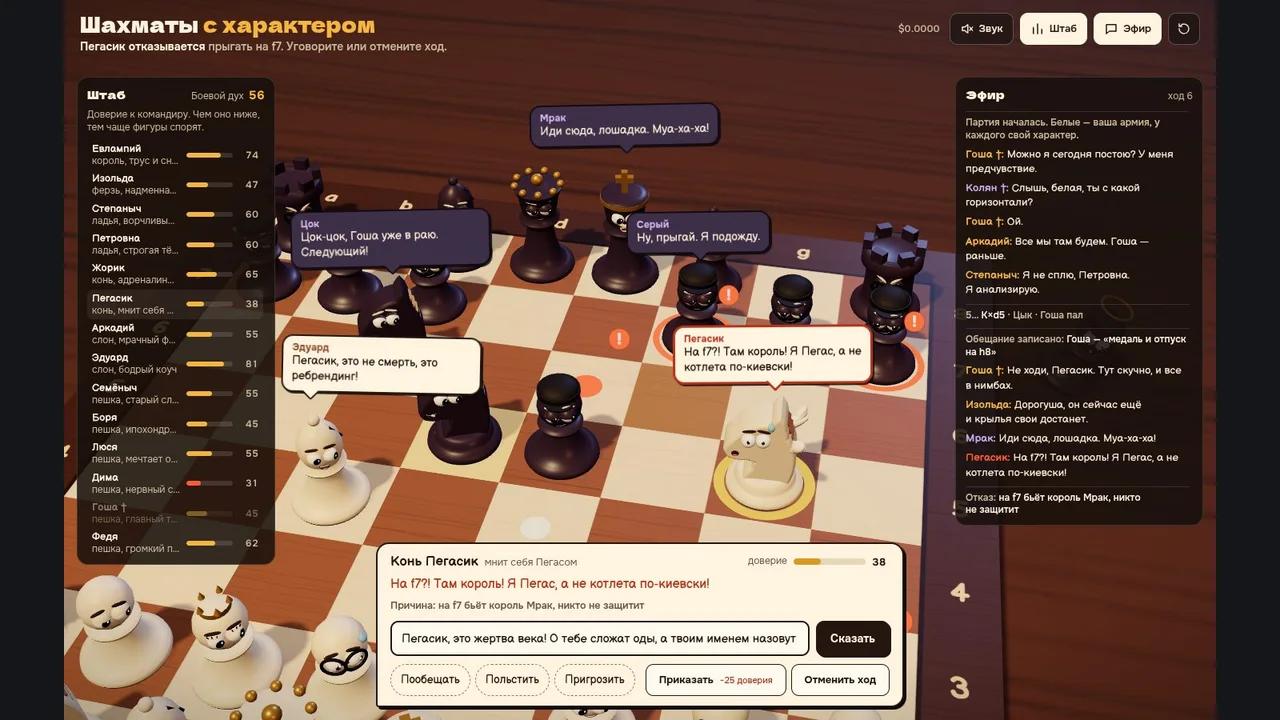 Шахматы с характером
Пегасик отказывается прыгать на f7. Уговорите или отмените ход.
$0.0000
Звук
Штаб
Эфир
Штаб
Боевой дух 56
Доверие к командиру. Чем оно ниже,
тем чаще фигуры спорят.
Евлампий
король, трус и сн...
74
Изольда
ферзь, надменна...
47
Степаныч
ладья, ворчливы...
60
Петровна
ладья, строгая тё...
60
Жорик
конь, адреналин...
65
Пегасик
конь, мнит себя ...
38
Аркадий
слон, мрачный ф...
55
Эдуард
слон, бодрый коуч
81
Семёныч
пешка, старый сл...
55
Боря
пешка, ипохондр...
45
Люся
пешка, мечтает о...
55
Дима
пешка, нервный с...
31
Гоша †
пешка, главный т...
45
Федя
пешка, громкий п...
62
Мрак
Иди сюда, лошадка. Муа-ха-ха!
a
b
d
g
Цок
Цок-цок, Гоша уже в раю.
Следующий!
Серый
Ну, прыгай. Я подожду.
!
!
!
Пегасик
На f7?! Там король! Я Пегас, а не
котлета по-киевски!
Эдуард
Пегасик, это не смерть, это
ребрендинг!
Эфир
ход 6
Партия началась. Белые — ваша армия, у
каждого свой характер.
Гоша †: Можно я сегодня постою? У меня
предчувствие.
Колян †: Слышь, белая, ты с какой
горизонтали?
Гоша †: Ой.
Аркадий: Все мы там будем. Гоша —
раньше.
Степаныч: Я не сплю, Петровна.
Я анализирую.
5... К×d5 · Цык · Гоша пал
Обещание записано: Гоша — «медаль и отпуск
на h8»
Гоша †: Не ходи, Пегасик. Тут скучно, и все
в нимбах.
Изольда: Дорогуша, он сейчас ещё
и крылья свои достанет.
Мрак: Иди сюда, лошадка. Муа-ха-ха!
Пегасик: На f7?! Там король! Я Пегас, а не
котлета по-киевски!
Отказ: на f7 бьёт король Мрак, никто
не защитит
4
3
Конь Пегасик мнит себя Пегасом
доверие 38
На f7?! Там король! Я Пегас, а не котлета по-киевски!
Причина: на f7 бьёт король Мрак, никто не защитит
Пегасик, это жертва века! О тебе сложат оды, а твоим именем назовут
Сказать
Пообещать
Польстить
Пригрозить
Приказать -25 доверия
Отменить ход